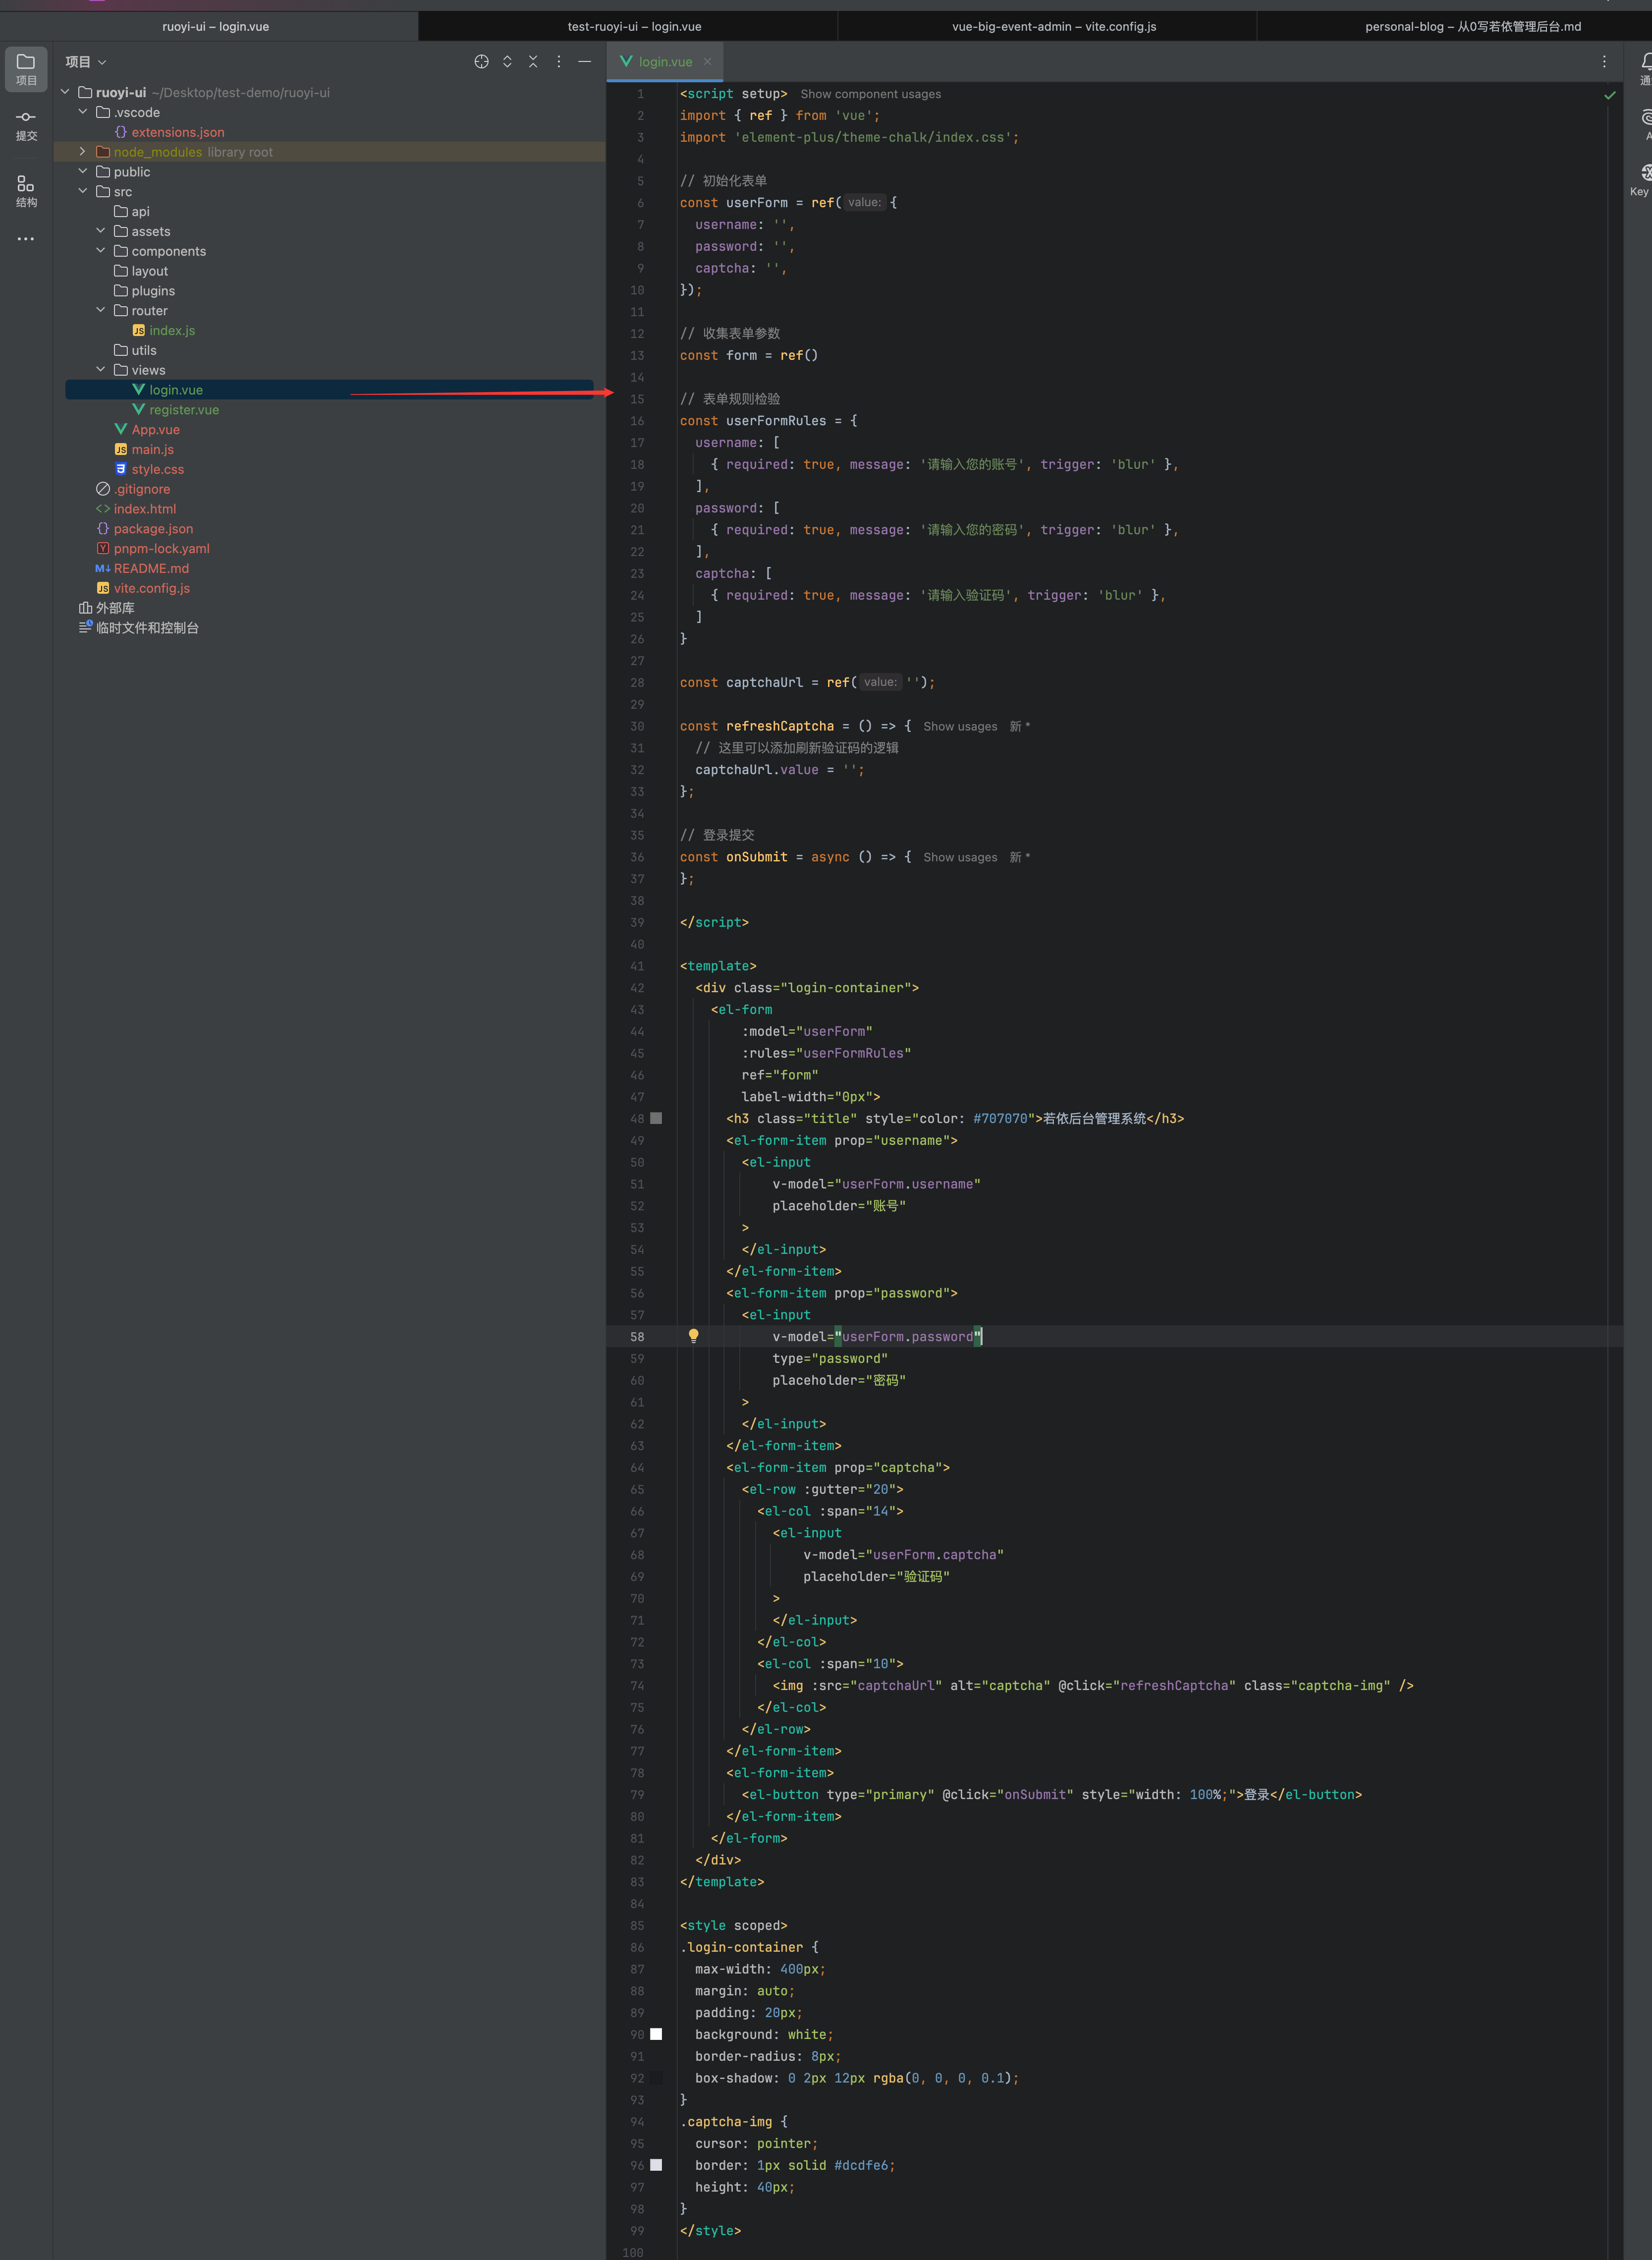 ruoyi-ui – login.vue
test-ruoyi-ui – login.vue
vue-big-event-admin – vite.config.js
personal-blog – 从0写若依管理后台.md
项目
提交
结构
项目
ruoyi-ui ~/Desktop/test-demo/ruoyi-ui
.vscode
extensions.json
node_modules library root
public
src
api
assets
components
layout
plugins
router
index.js
utils
views
login.vue
register.vue
App.vue
main.js
style.css
.gitignore
index.html
package.json
pnpm-lock.yaml
README.md
vite.config.js
外部库
临时文件和控制台
login.vue
1 <script setup> Show component usages
2 import { ref } from 'vue';
3 import 'element-plus/theme-chalk/index.css';
4
5 // 初始化表单
6 const userForm = ref( value: {
7 username: '',
8 password: '',
9 captcha: '',
10 });
11
12 // 收集表单参数
13 const form = ref()
14
15 // 表单规则检验
16 const userFormRules = {
17 username: [
18 { required: true, message: '请输入您的账号', trigger: 'blur' },
19 ],
20 password: [
21 { required: true, message: '请输入您的密码', trigger: 'blur' },
22 ],
23 captcha: [
24 { required: true, message: '请输入验证码', trigger: 'blur' },
25 ]
26 }
27
28 const captchaUrl = ref( value: '');
29
30 const refreshCaptcha = () => { Show usages 新 *
31 // 这里可以添加刷新验证码的逻辑
32 captchaUrl.value = '';
33 };
34
35 // 登录提交
36 const onSubmit = async () => { Show usages 新 *
37 };
38
39 </script>
40
41 <template>
42 <div class="login-container">
43 <el-form
44 :model="userForm"
45 :rules="userFormRules"
46 ref="form"
47 label-width="0px">
48 <h3 class="title" style="color: #707070">若依后台管理系统</h3>
49 <el-form-item prop="username">
50 <el-input
51 v-model="userForm.username"
52 placeholder="账号"
53 >
54 </el-input>
55 </el-form-item>
56 <el-form-item prop="password">
57 <el-input
58 v-model="userForm.password"
59 type="password"
60 placeholder="密码"
61 >
62 </el-input>
63 </el-form-item>
64 <el-form-item prop="captcha">
65 <el-row :gutter="20">
66 <el-col :span="14">
67 <el-input
68 v-model="userForm.captcha"
69 placeholder="验证码"
70 >
71 </el-input>
72 </el-col>
73 <el-col :span="10">
74 <img :src="captchaUrl" alt="captcha" @click="refreshCaptcha" class="captcha-img" />
75 </el-col>
76 </el-row>
77 </el-form-item>
78 <el-form-item>
79 <el-button type="primary" @click="onSubmit" style="width: 100%;">登录</el-button>
80 </el-form-item>
81 </el-form>
82 </div>
83 </template>
84
85 <style scoped>
86 .login-container {
87 max-width: 400px;
88 margin: auto;
89 padding: 20px;
90 background: white;
91 border-radius: 8px;
92 box-shadow: 0 2px 12px rgba(0, 0, 0, 0.1);
93 }
94 .captcha-img {
95 cursor: pointer;
96 border: 1px solid #dcdfe6;
97 height: 40px;
98 }
99 </style>
100
Key